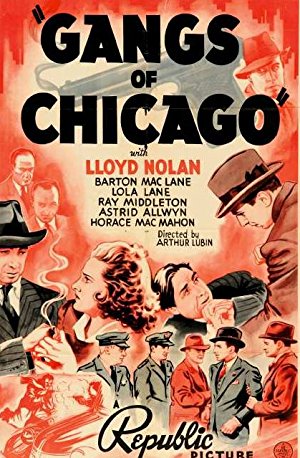 "GANGS
OF
CHICAGO"
with
LLOYD NOLAN
BARTON MAC LANE
LOLA LANE
RAY MIDDLETON
ASTRID ALLWYN
HORACE MAC MAHON
Directed by
ARTHUR LUBIN
Republic
PICTURE